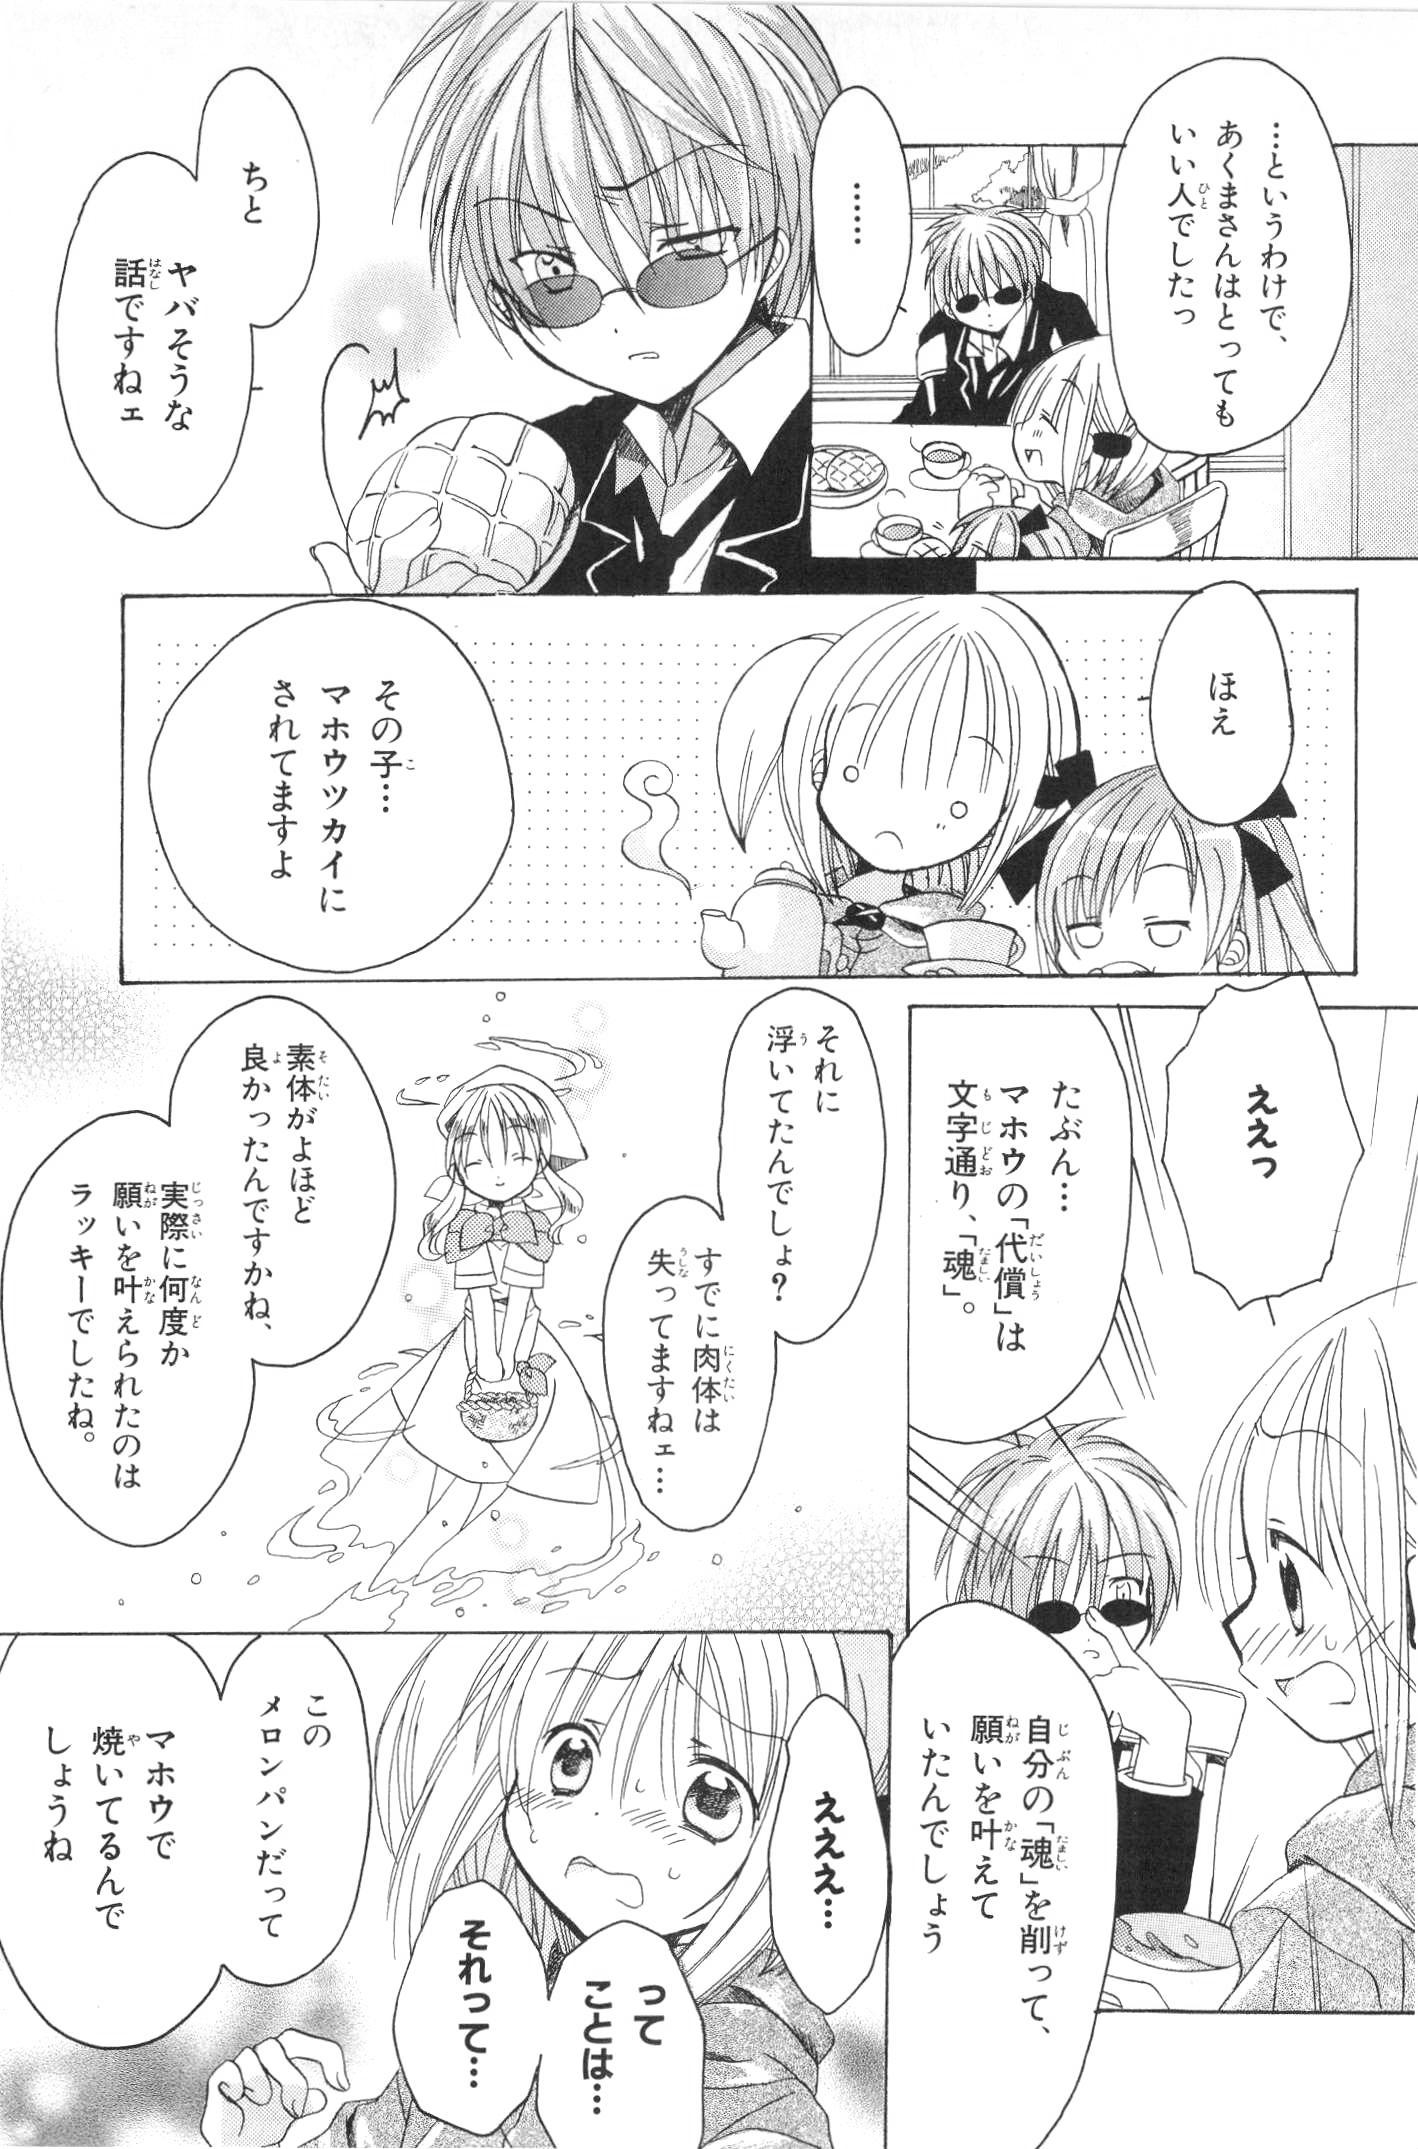 …というわけで、
あくまさんはとっても
いい人でしたっ
……
ちと
ヤバそうな
話ですねェ
ほえ
その子…
マホウツカイに
されてますよ
ええっ
たぶん…
マホウの「代償」は
文字通り、「魂」。
自分の「魂」を削って、
願いを叶えて
いたんでしょう
それに
浮いてたんでしょ?
すでに肉体は
失ってますねェ…
素体がよほど
良かったんですかね、
実際に何度か
願いを叶えられたのは
ラッキーでしたね。
えええ…
って
ことは…
それって…
この
メロンパンだって
マホウで
焼いてるんで
しょうね